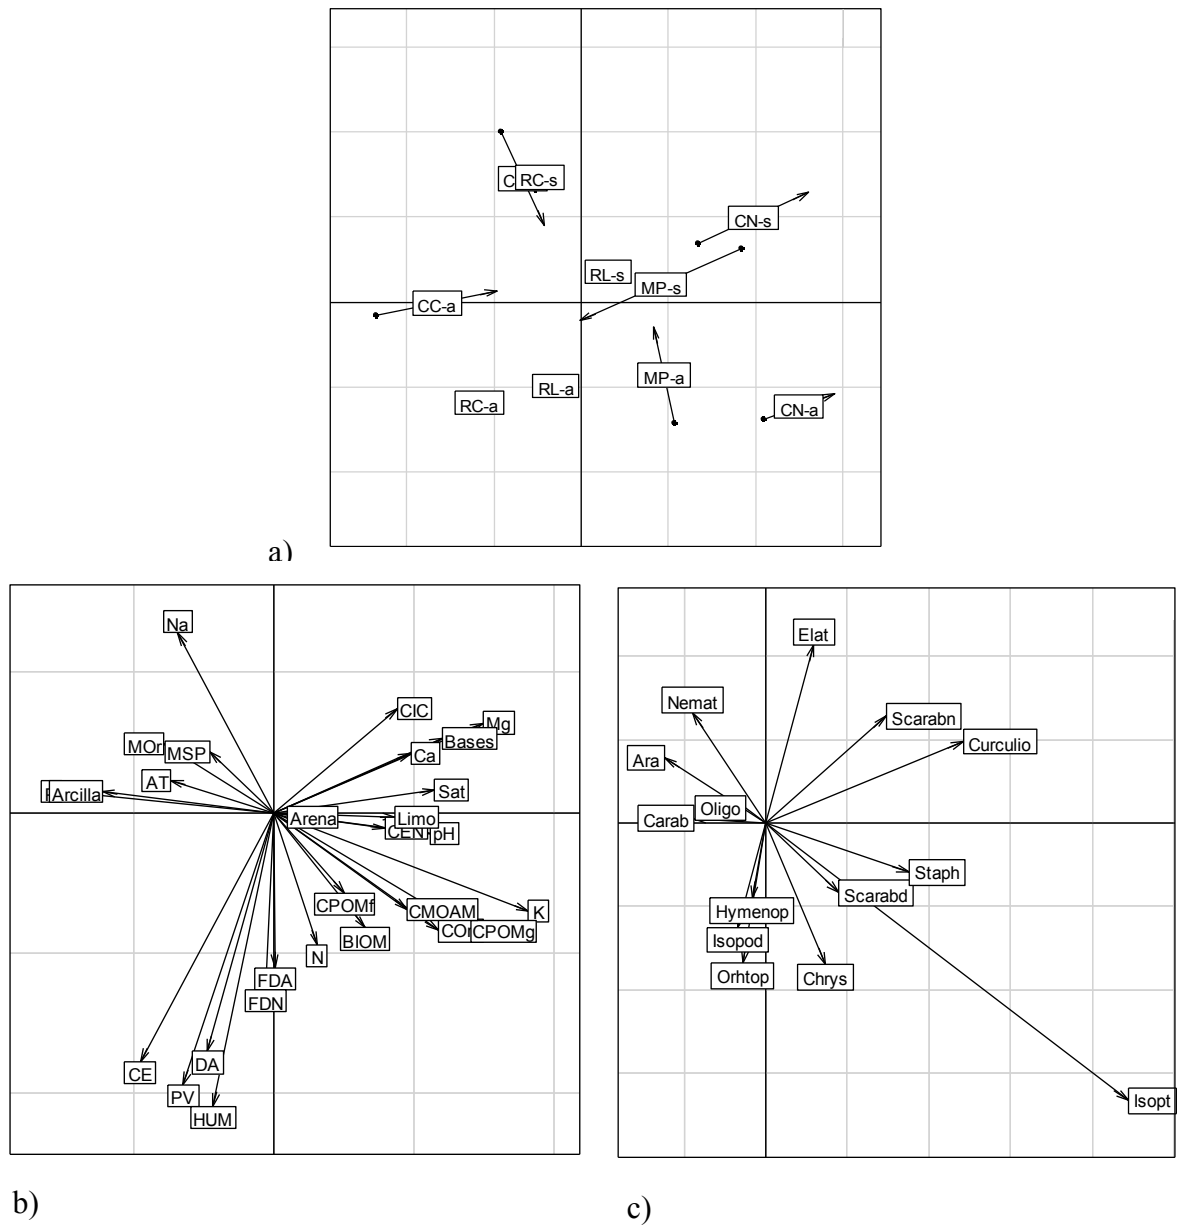 RC-s
CN-s
RL-s
MP-s
CC-a
MP-a
RL-a
RC-a
CN-a
a)
Na
CIC
Mg
Bases
MOr
MSP
Ca
AT
Sat
Arcilla
Arena
Limo
pH
CPOMf
CMOAM
K
CPOMg
BIOM
N
FDA
FDN
DA
CE
PV
HUM
b)
Elat
Nemat
Scarabn
Curculio
Ara
Oligo
Carab
Staph
Scarabd
Hymenop
Isopod
Orhtop
Chrys
Isopt
c)